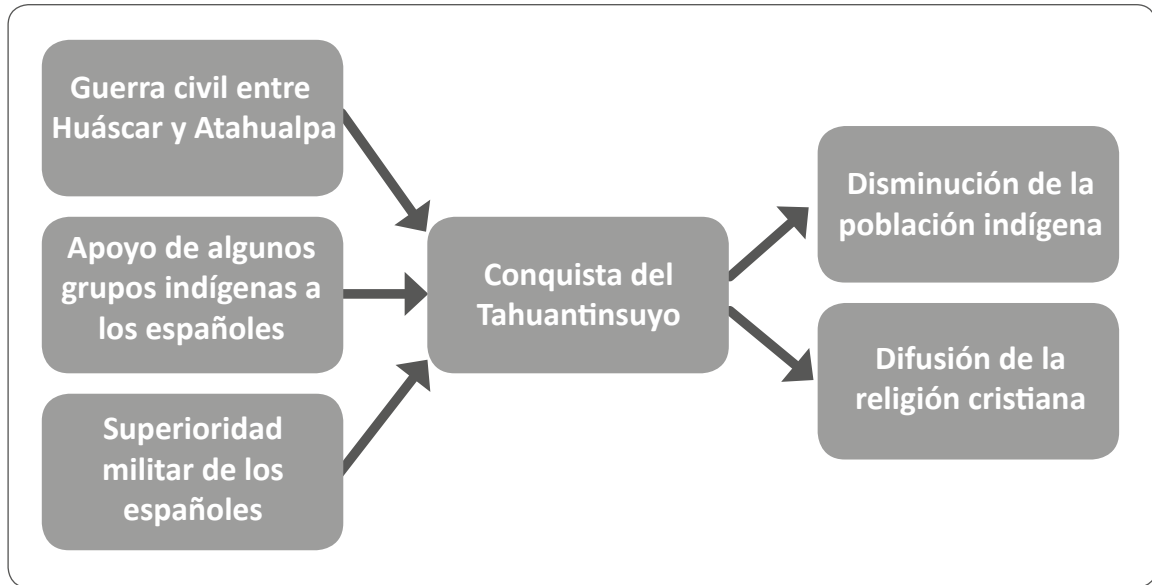 Guerra civil entre
Huáscar y Atahualpa
Apoyo de algunos
grupos indígenas a
los españoles
Superioridad
militar de los
españoles
Conquista del
Tahuantinsuyo
Disminución de la
población indígena
Difusión de la
religión cristiana